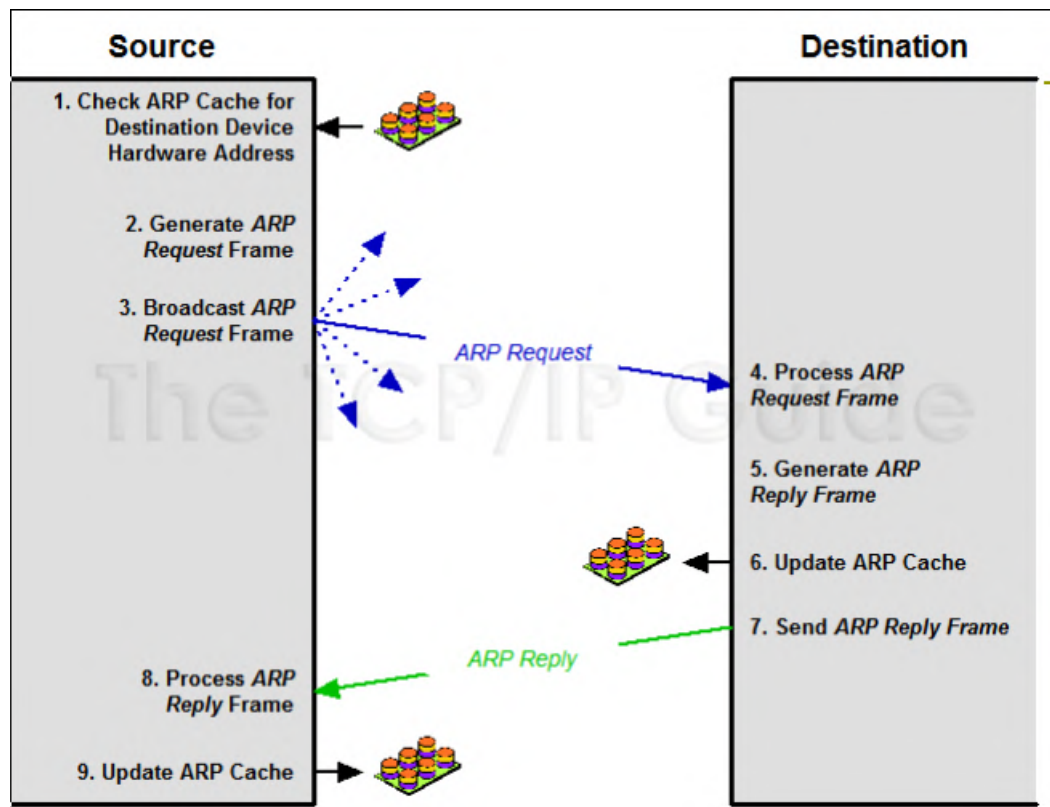 Source
Destination
1. Check ARP Cache for
Destination Device
Hardware Address
2. Generate ARP
Request Frame
3. Broadcast ARP
Request Frame
ARP Request
The TCP/IP Guide
4. Process ARP
Request Frame
5. Generate ARP
Reply Frame
6. Update ARP Cache
7. Send ARP Reply Frame
ARP Reply
8. Process ARP
Reply Frame
9. Update ARP Cache